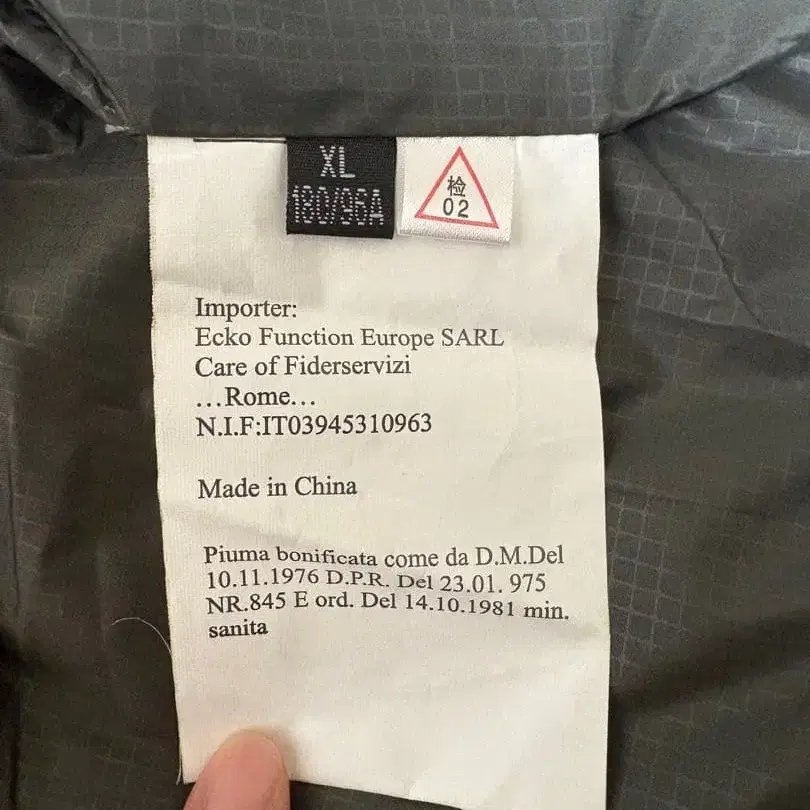 XL
180/96A
检
02
Importer:
Ecko Function Europe SARL
Care of Fiderservizi
...Rome...
N.I.F:IT03945310963
Made in China
Piuma bonificata come da D.M.Del
10.11.1976 D.P.R. Del 23.01. 975
NR.845 E ord. Del 14.10.1981 min.
sanita